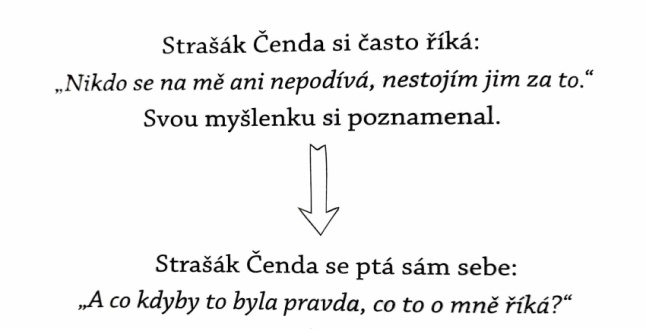 Strašák Čenda si často říká:
„Nikdo se na mě ani nepodívá, nestojím jim za to.“
Svou myšlenku si poznamenal.
Strašák Čenda se ptá sám sebe:
„A co kdyby to byla pravda, co to o mně říká?“